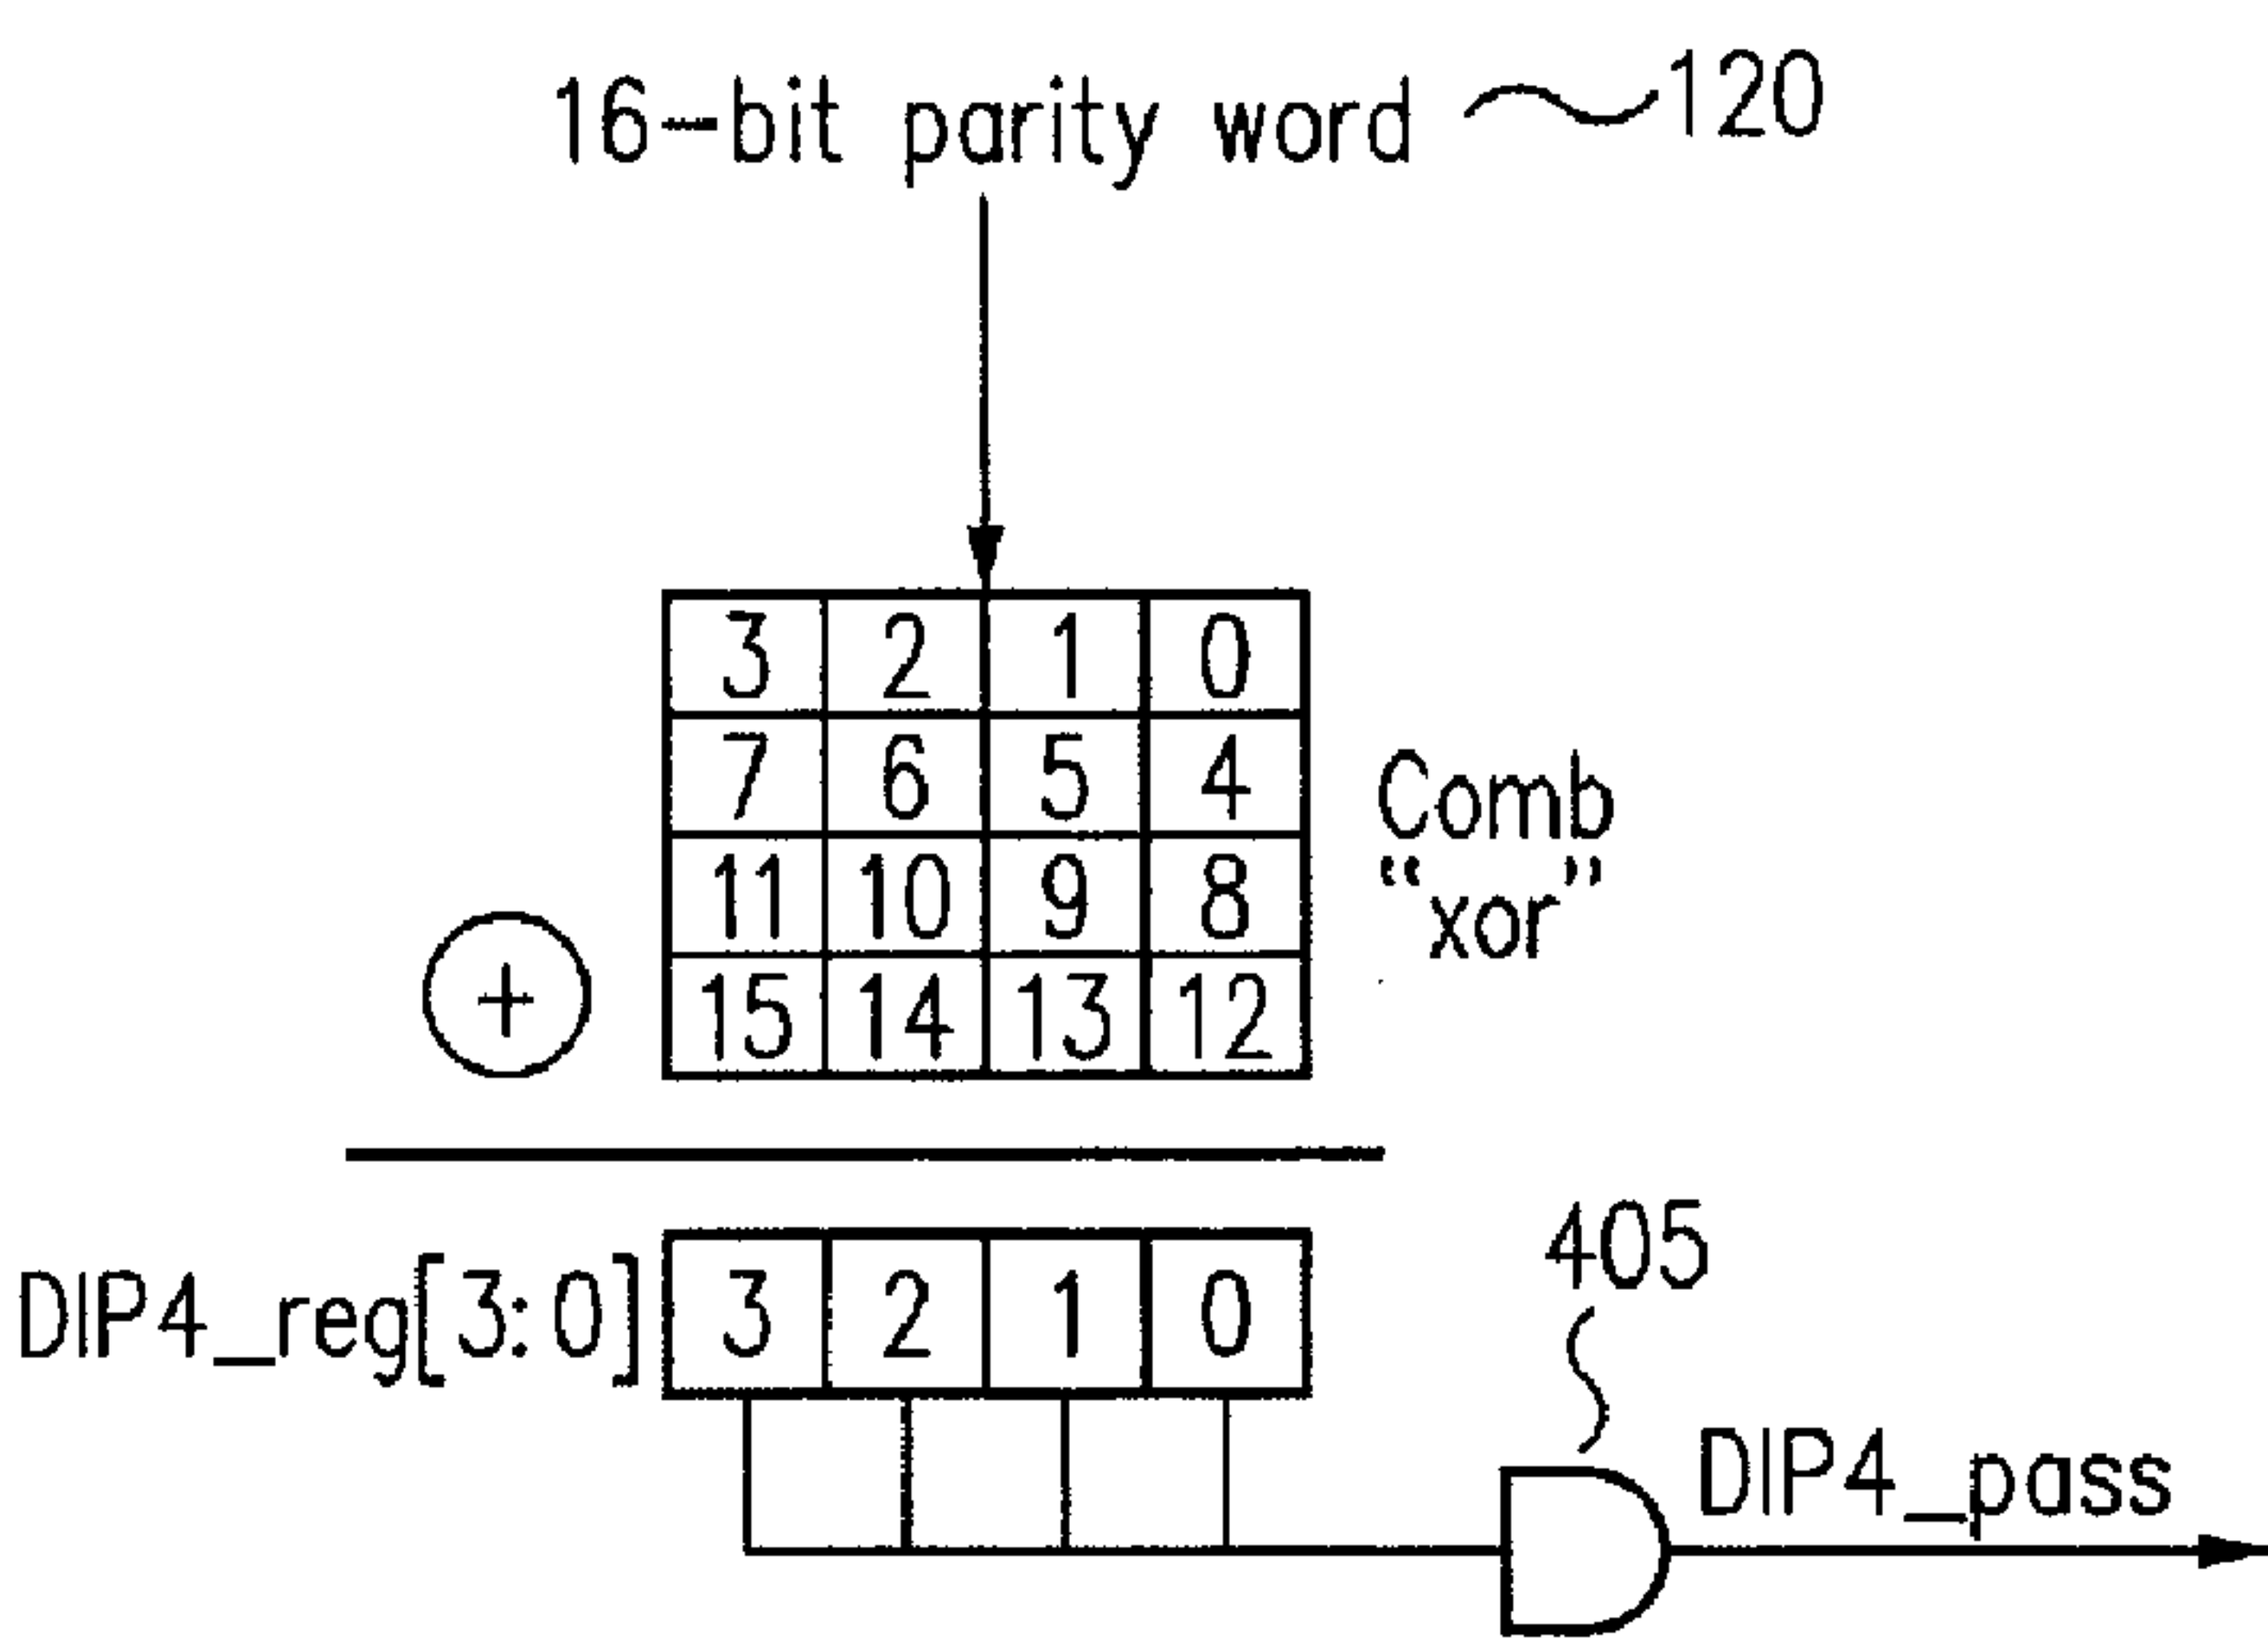 16-bit parity word 120
3 2 1 0
7 6 5 4
11 10 9 8
15 14 13 12
Comb
“xor”
+
DIP4_reg[3:0] 3 2 1 0
405
DIP4_pass